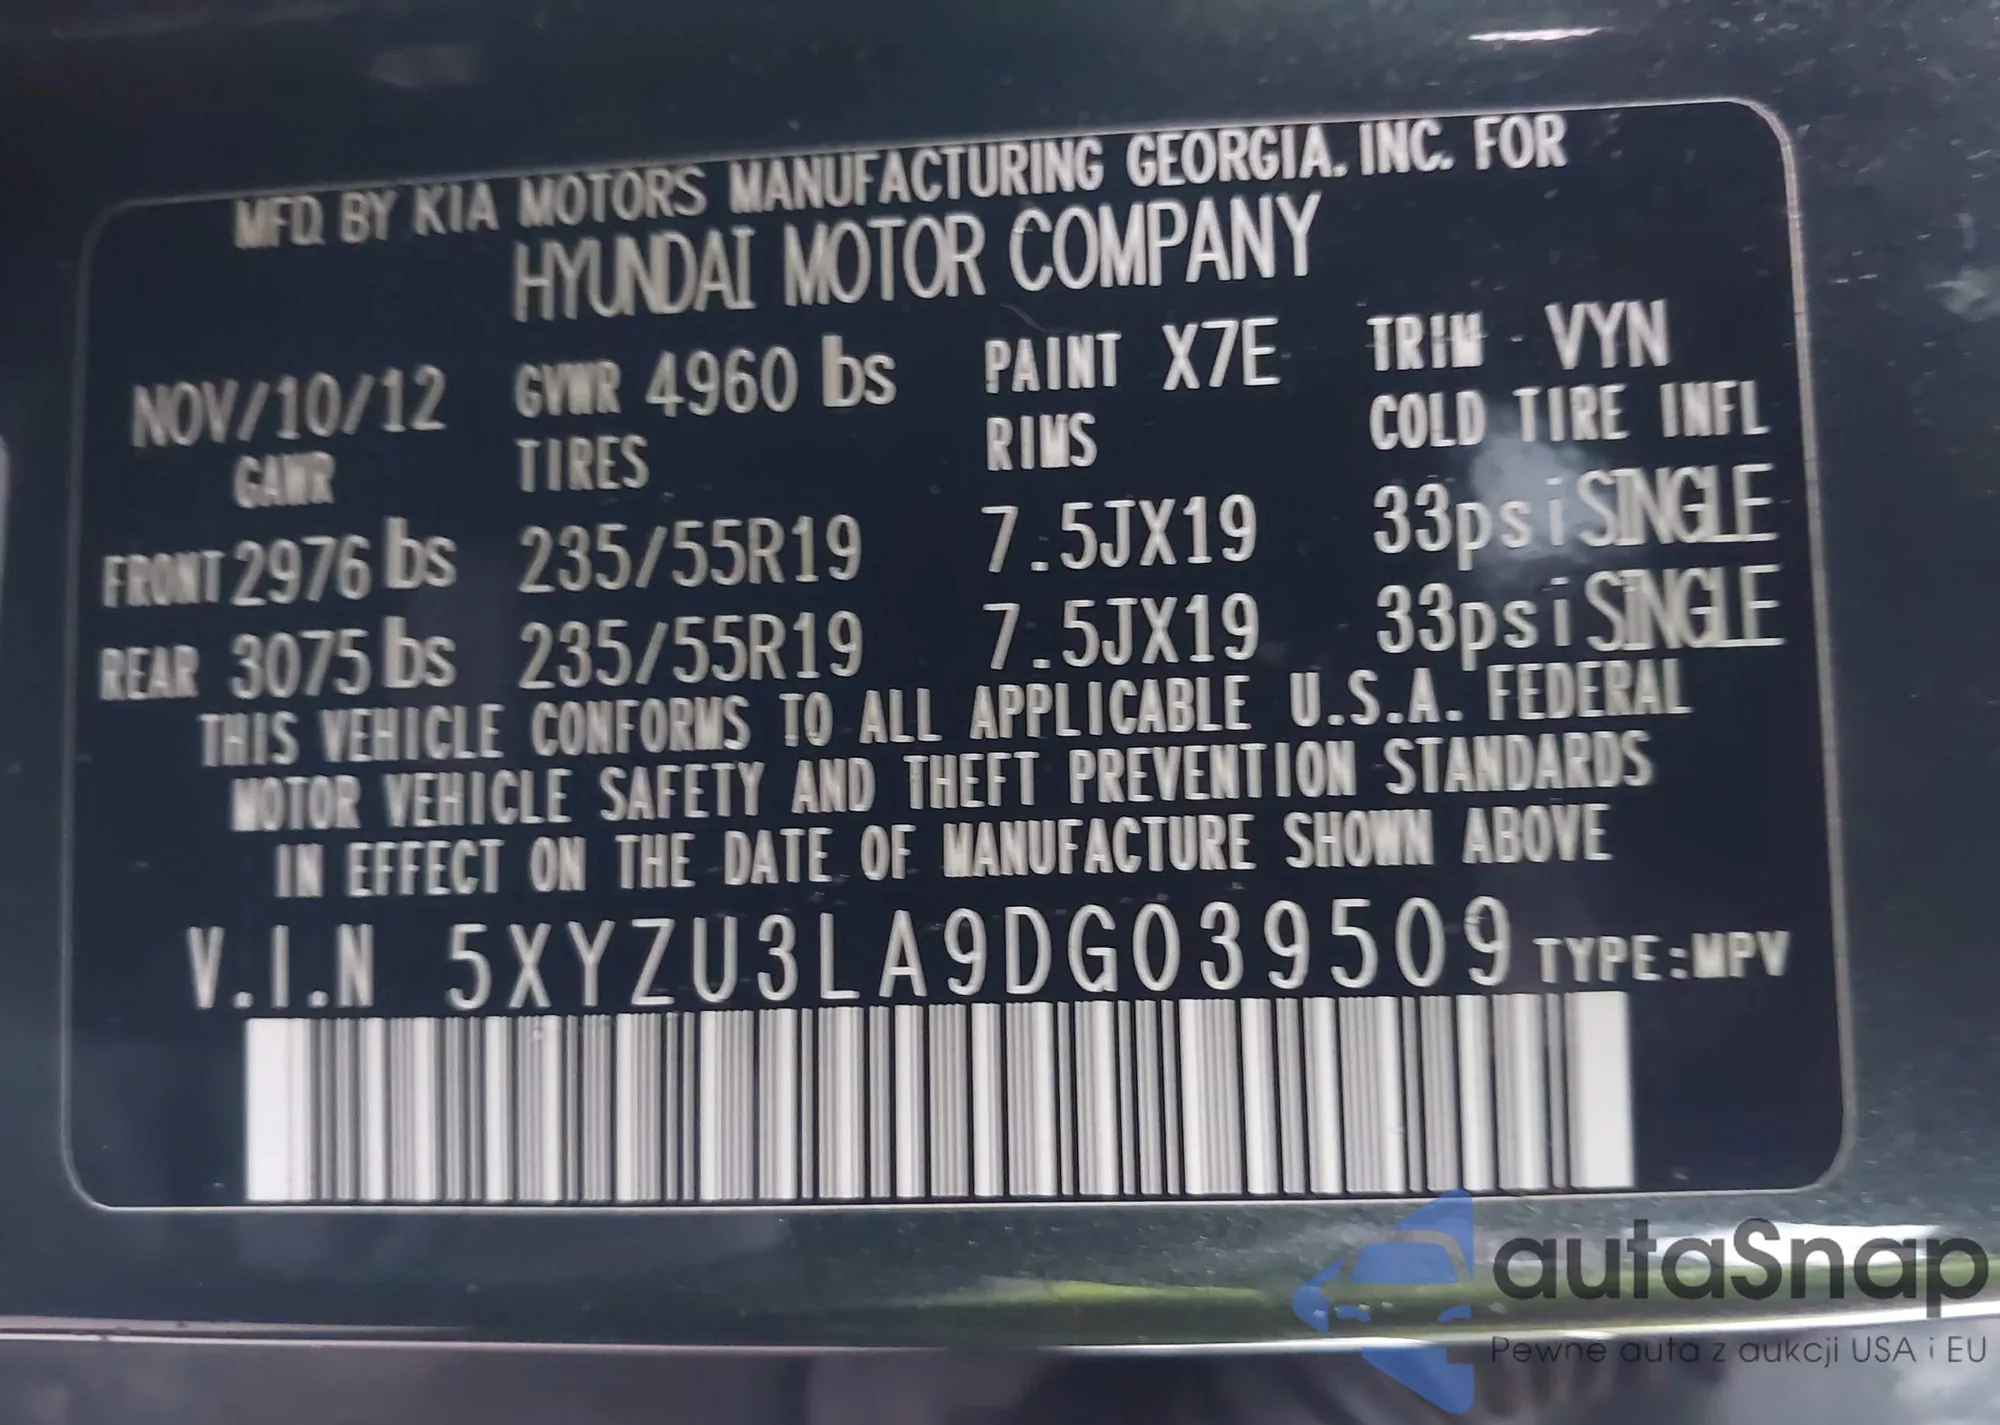 MFD. BY KIA MOTORS MANUFACTURING GEORGIA. INC. FOR
HYUNDAI MOTOR COMPANY
NOV/10/12 GVWR 4960 lbs PAINT X7E TRIM - VYN
GAWR TIRES RIMS COLD TIRE INFL
FRONT 2976 lbs 235/55R19 7.5JX19 33psi SINGLE
REAR 3075 lbs 235/55R19 7.5JX19 33psi SINGLE
THIS VEHICLE CONFORMS TO ALL APPLICABLE U.S.A. FEDERAL
MOTOR VEHICLE SAFETY AND THEFT PREVENTION STANDARDS
IN EFFECT ON THE DATE OF MANUFACTURE SHOWN ABOVE
V.I.N 5XYZU3LA9DG039509 TYPE:MPV
autaSnap
Pewne auta z aukcji USA i EU